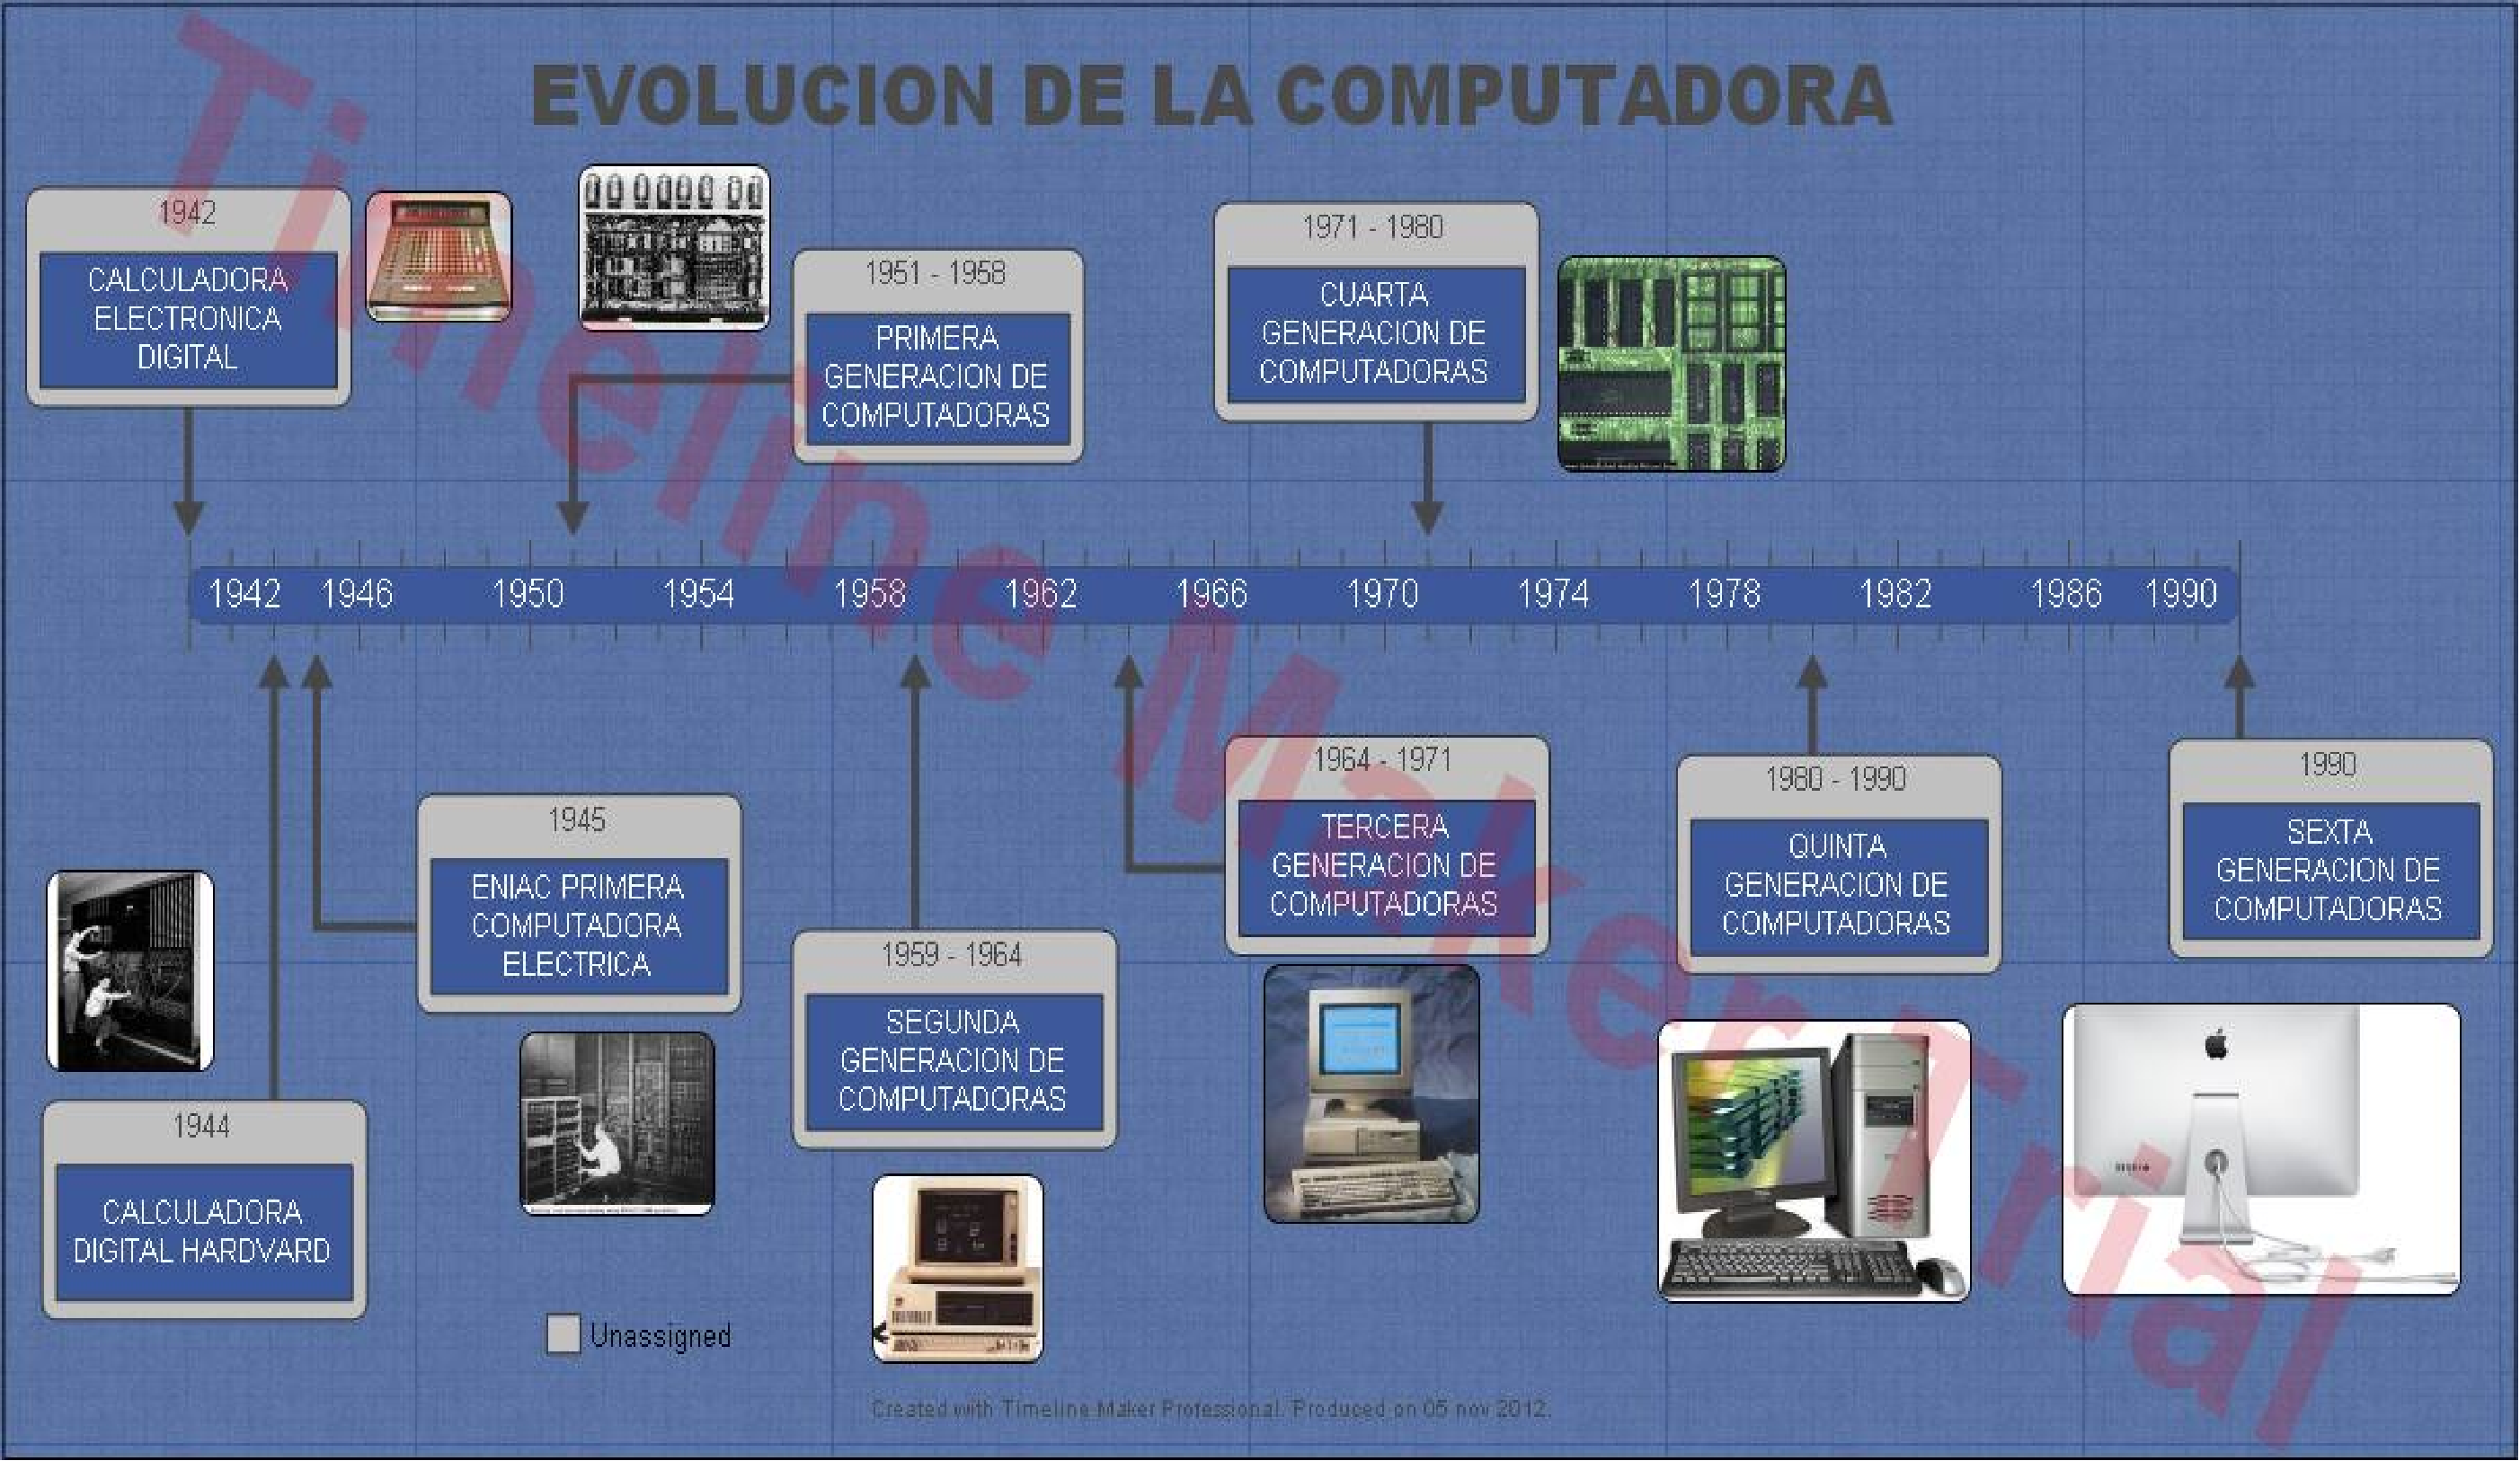 EVOLUCION DE LA COMPUTADORA
1942
CALCULADORA
ELECTRONICA
DIGITAL
1951 - 1958
PRIMERA
GENERACION DE
COMPUTADORAS
1971 - 1980
CUARTA
GENERACION DE
COMPUTADORAS
1942 1946 1950 1954 1958 1962 1966 1970 1974 1978 1982 1986 1990
1944
CALCULADORA
DIGITAL HARDVARD
1945
ENIAC PRIMERA
COMPUTADORA
ELECTRICA
1959 - 1964
SEGUNDA
GENERACION DE
COMPUTADORAS
1964 - 1971
TERCERA
GENERACION DE
COMPUTADORAS
1980 - 1990
QUINTA
GENERACION DE
COMPUTADORAS
1990
SEXTA
GENERACION DE
COMPUTADORAS
Unassigned
Created with Timeline Maker Professional. Produced on 05 nov 2012.
Timeline Maker Trial